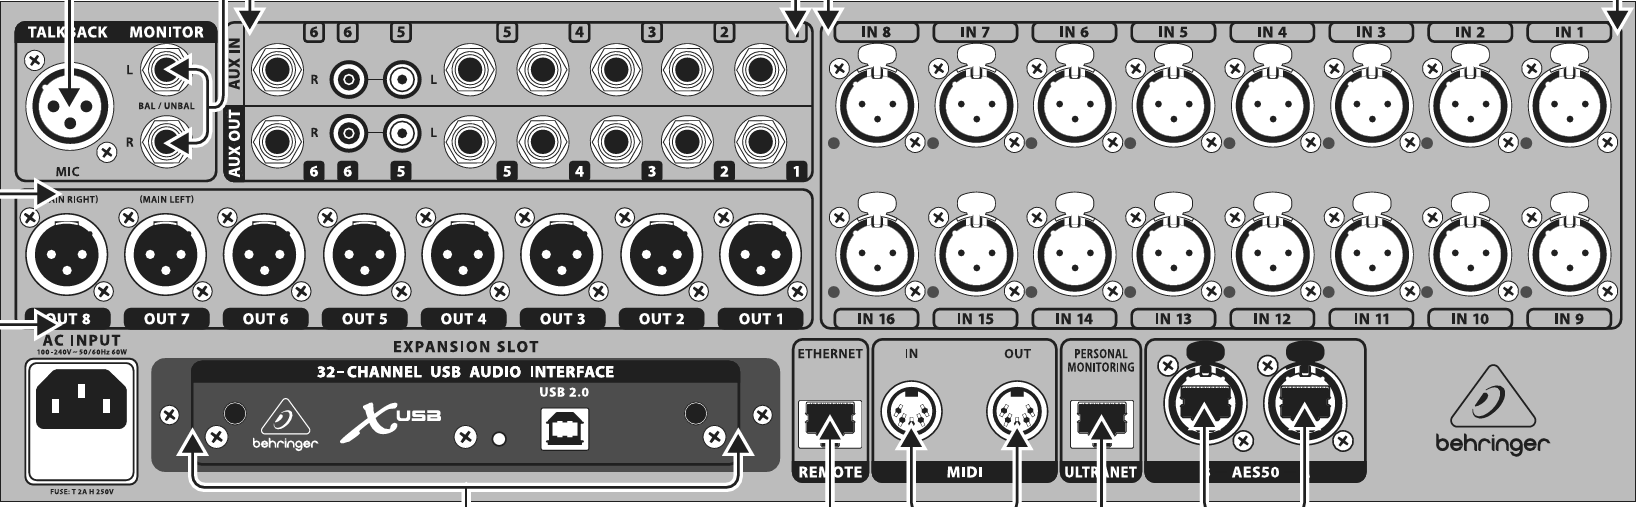 TALKBACK MONITOR
L
BAL / UNBAL
R
MIC
AUX IN
6 6 5 5 4 3 2
R L
AUX OUT
R L
6 6 5 5 4 3 2 1
IN 8 IN 7 IN 6 IN 5 IN 4 IN 3 IN 2 IN 1
(MAIN RIGHT) (MAIN LEFT)
OUT 8 OUT 7 OUT 6 OUT 5 OUT 4 OUT 3 OUT 2 OUT 1
IN 16 IN 15 IN 14 IN 13 IN 12 IN 11 IN 10 IN 9
AC INPUT
100-240V ~ 50/60Hz 60W
FUSE: T 2A H 250V
EXPANSION SLOT
32-CHANNEL USB AUDIO INTERFACE
USB 2.0
behringer
X USB
ETHERNET
REMOTE
IN OUT
MIDI
PERSONAL
MONITORING
ULTRANET
AES50
behringer